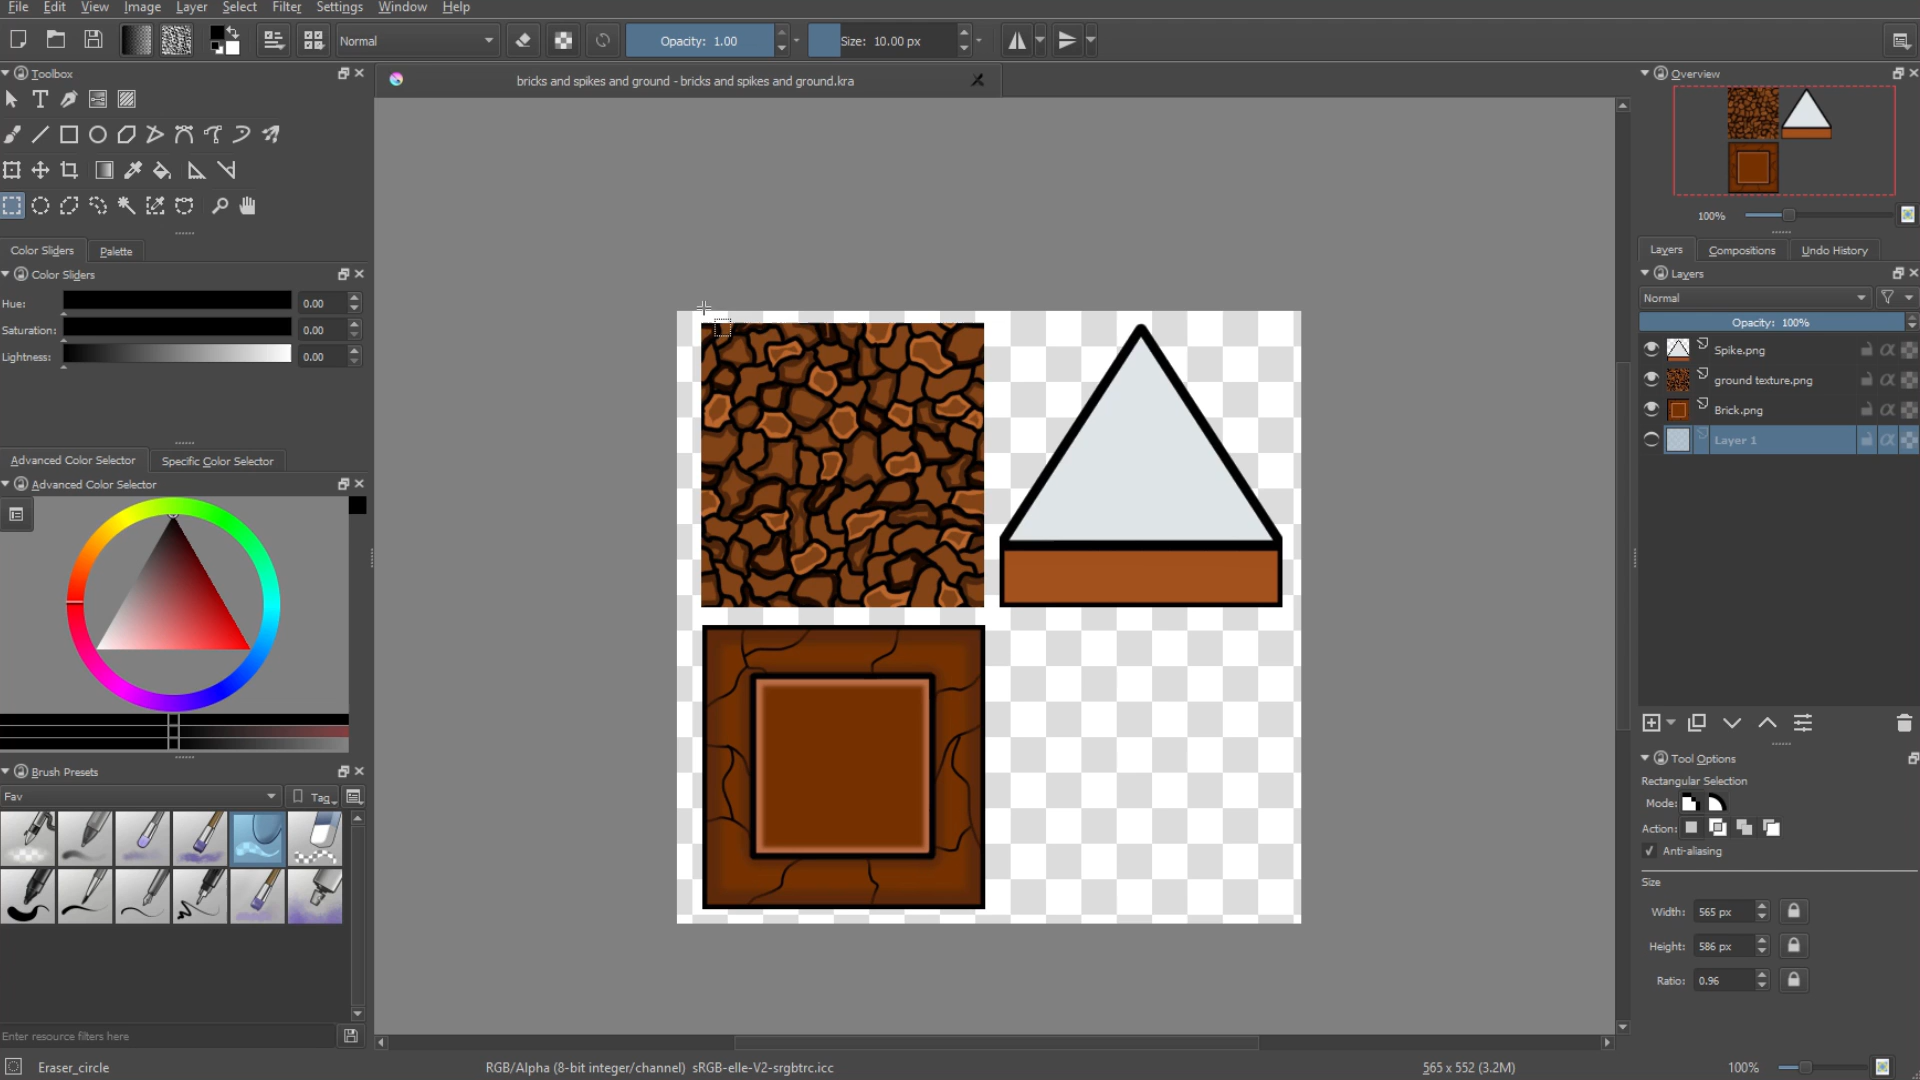 File Edit View Image Layer Select Filter Settings Window Help
Normal
Opacity: 1.00
Size: 10.00 px
Toolbox
bricks and spikes and ground - bricks and spikes and ground.kra
Overview
100%
Color Sliders
Palette
Color Sliders
Hue: 0.00
Saturation: 0.00
Lightness: 0.00
Layers
Compositions
Undo History
Layers
Normal
Opacity: 100%
Spike.png
ground texture.png
Brick.png
Layer 1
Advanced Color Selector
Specific Color Selector
Advanced Color Selector
Brush Presets
Fav
Tag
Tool Options
Rectangular Selection
Mode:
Action:
Anti-aliasing
Size
Width: 565 px
Height: 586 px
Ratio: 0.96
Enter resource filters here
Eraser_circle
RGB/Alpha (8-bit integer/channel) sRGB-elle-V2-srgbtrc.icc
565 x 552 (3.2M)
100%